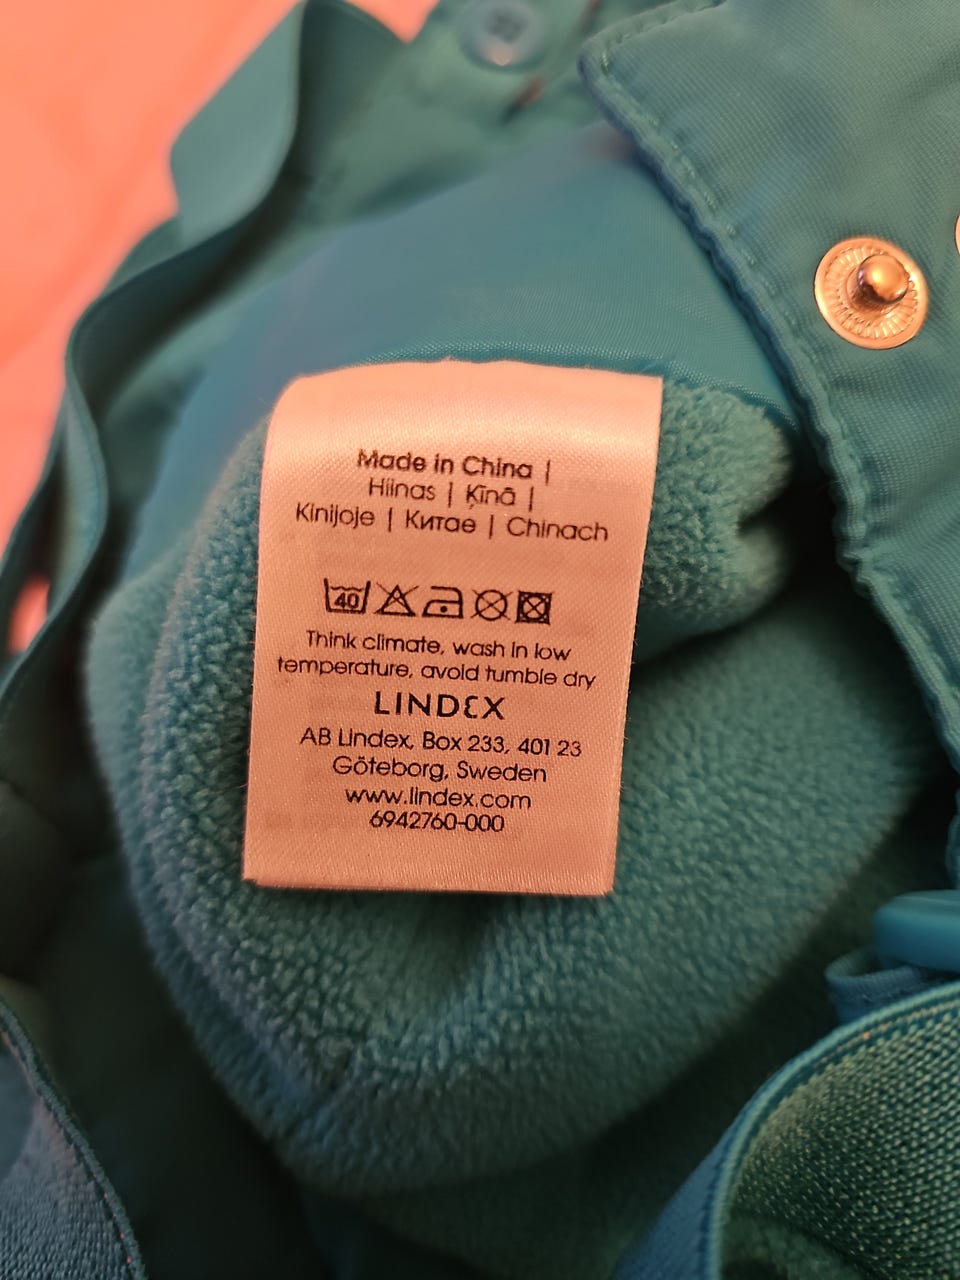 Made in China |
Hiinas | Ķīnā |
Kinijoje | Китае | Chinach
40
Think climate, wash in low
temperature, avoid tumble dry
LINDEX
AB Lindex, Box 233, 401 23
Göteborg, Sweden
www.lindex.com
6942760-000